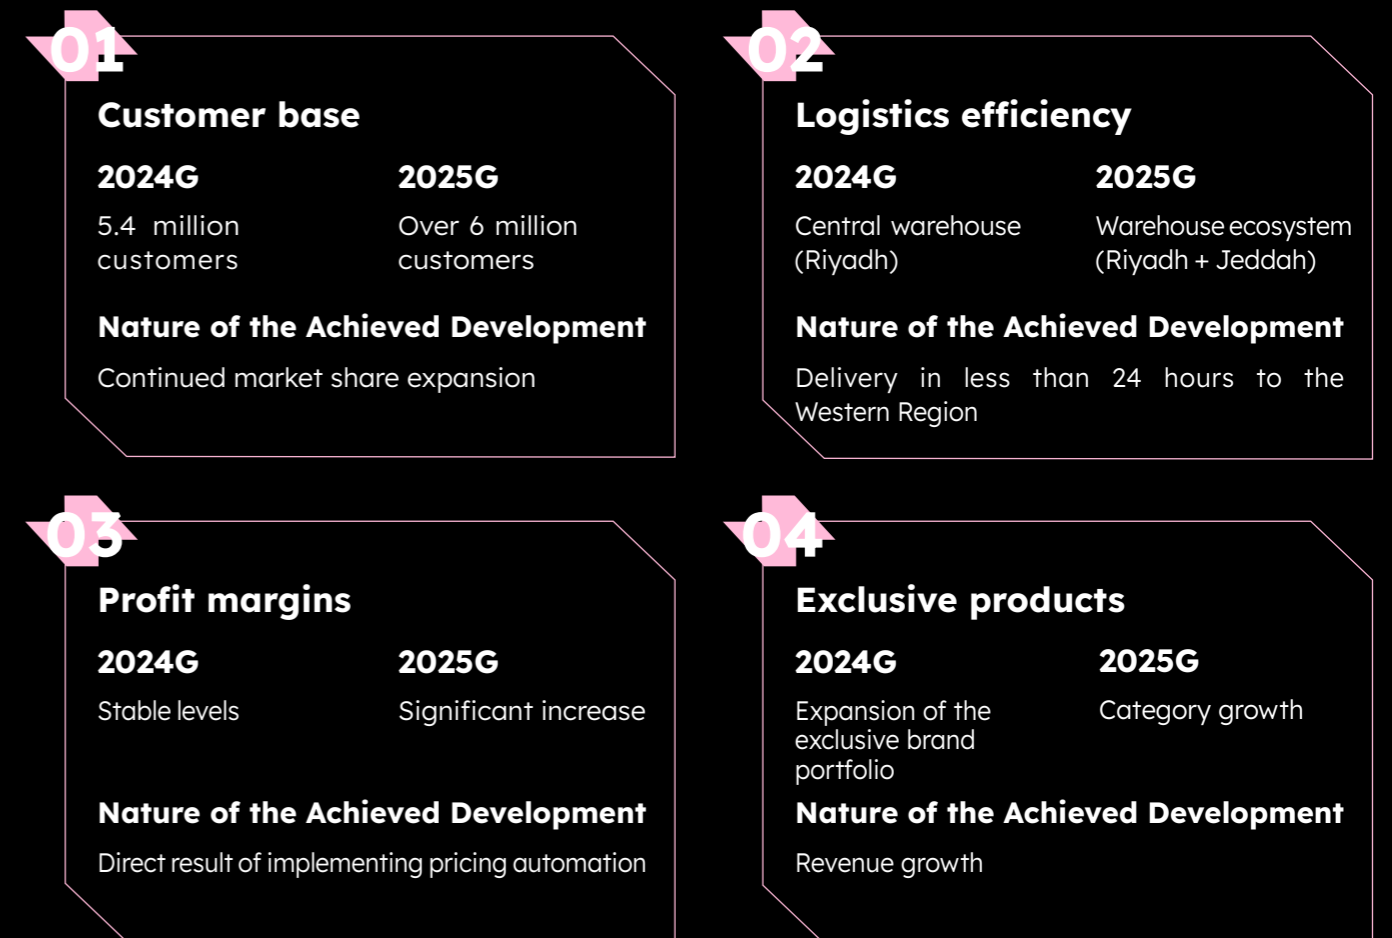 01
Customer base
2024G
5.4 million
customers
2025G
Over 6 million
customers
Nature of the Achieved Development
Continued market share expansion
02
Logistics efficiency
2024G
Central warehouse
(Riyadh)
2025G
Warehouse ecosystem
(Riyadh + Jeddah)
Nature of the Achieved Development
Delivery in less than 24 hours to the
Western Region
03
Profit margins
2024G
Stable levels
2025G
Significant increase
Nature of the Achieved Development
Direct result of implementing pricing automation
04
Exclusive products
2024G
Expansion of the
exclusive brand
portfolio
2025G
Category growth
Nature of the Achieved Development
Revenue growth